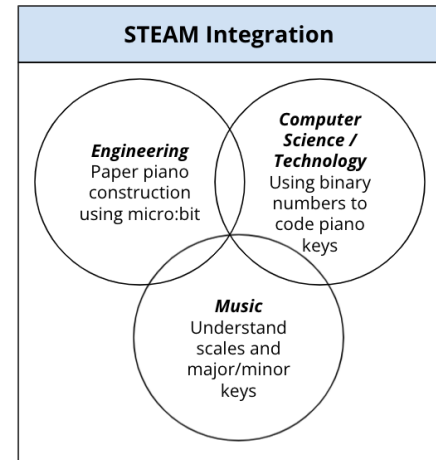 STEAM Integration
Engineering
Paper piano
construction
using micro:bit
Computer
Science /
Technology
Using binary
numbers to
code piano
keys
Music
Understand
scales and
major/minor
keys